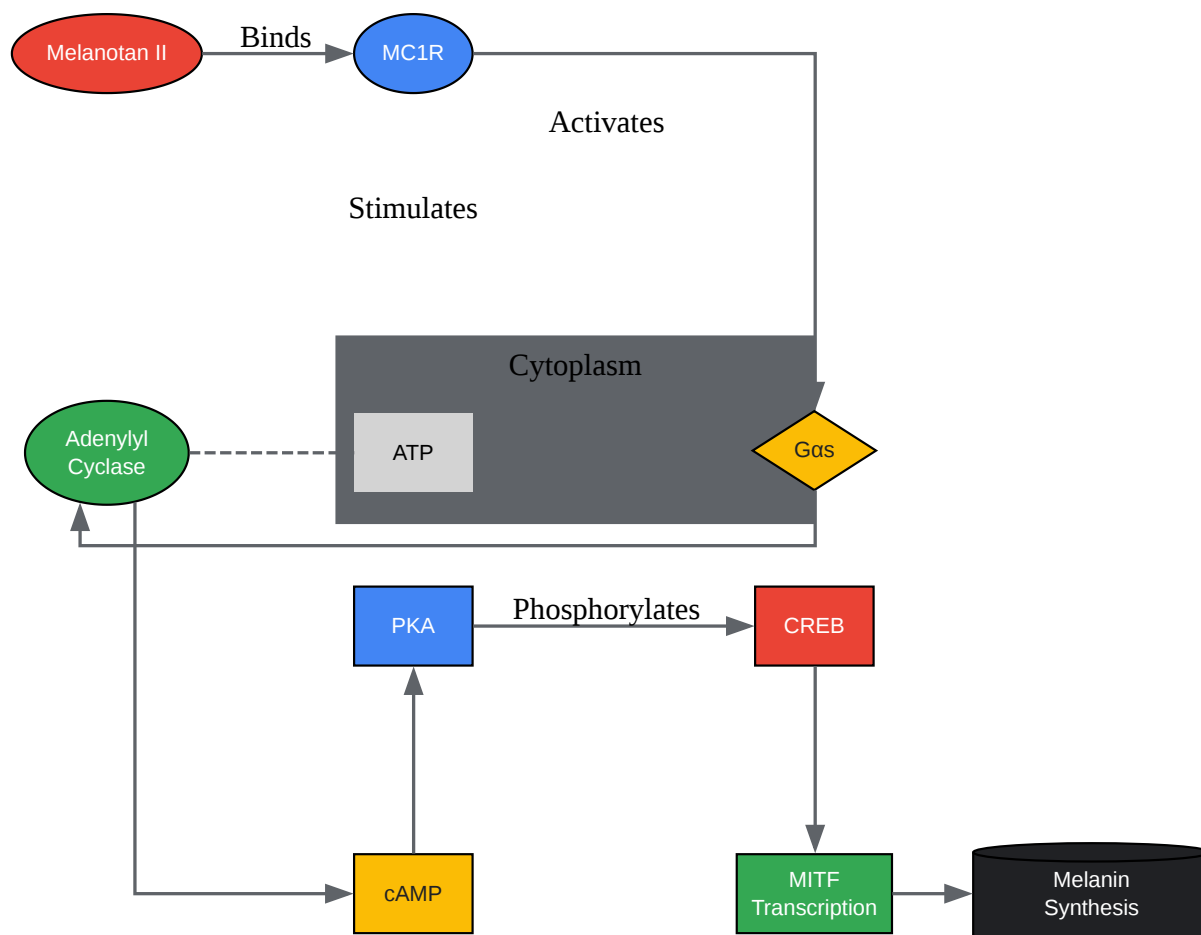 Melanotan II
Binds
MC1R
Activates
Stimulates
Cytoplasm
Adenylyl
Cyclase
ATP
Gαs
PKA
Phosphorylates
CREB
cAMP
MITF
Transcription
Melanin
Synthesis